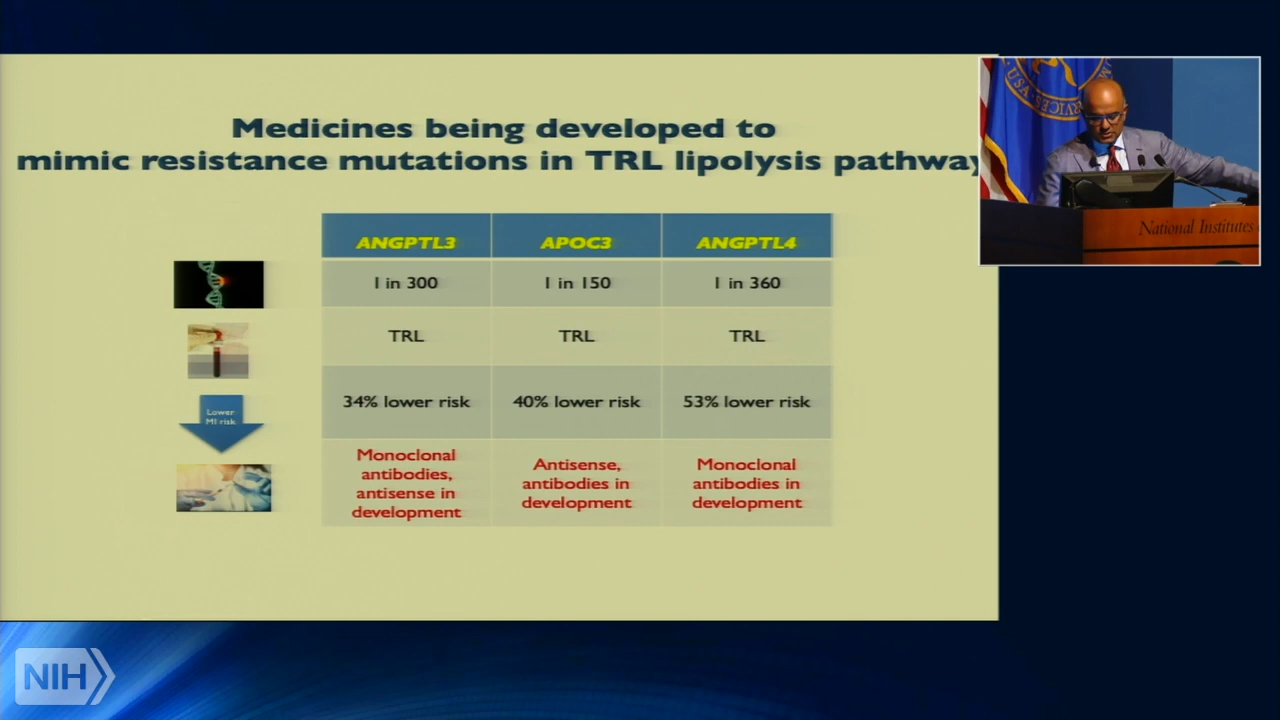 Medicines being developed to
mimic resistance mutations in TRL lipolysis pathway
ANGPTL3 APOC3 ANGPTL4
1 in 300 1 in 150 1 in 360
TRL TRL TRL
Lower
MI risk
34% lower risk 40% lower risk 53% lower risk
Monoclonal
antibodies,
antisense in
development
Antisense,
antibodies in
development
Monoclonal
antibodies in
development
SERVICES·USA
National Institutes
NIH